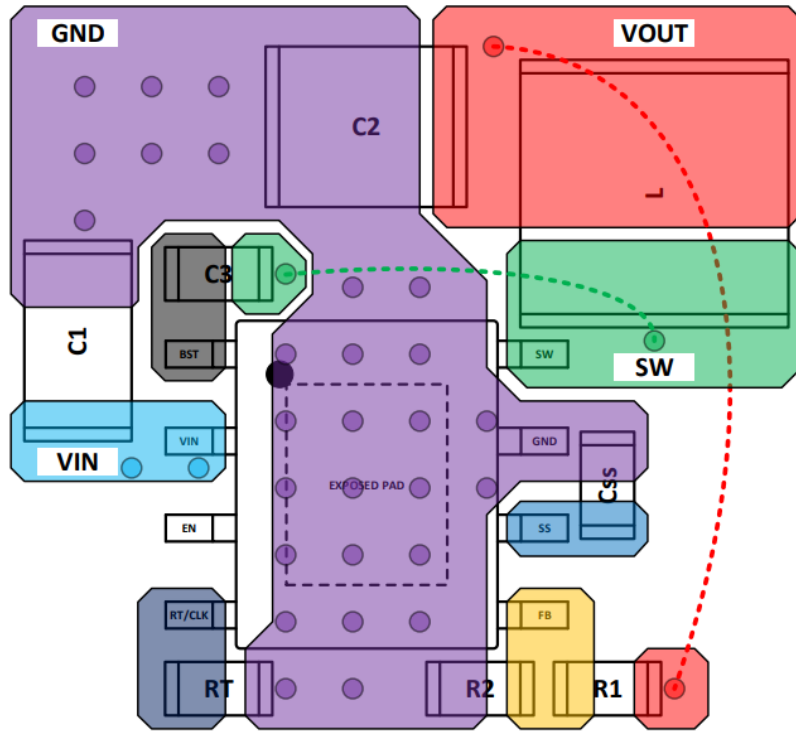 GND
VOUT
C2
L
C3
C1
BST
SW
SW
VIN
VIN
GND
EXPOSED PAD
Css
EN
SS
RT/CLK
FB
RT
R2
R1